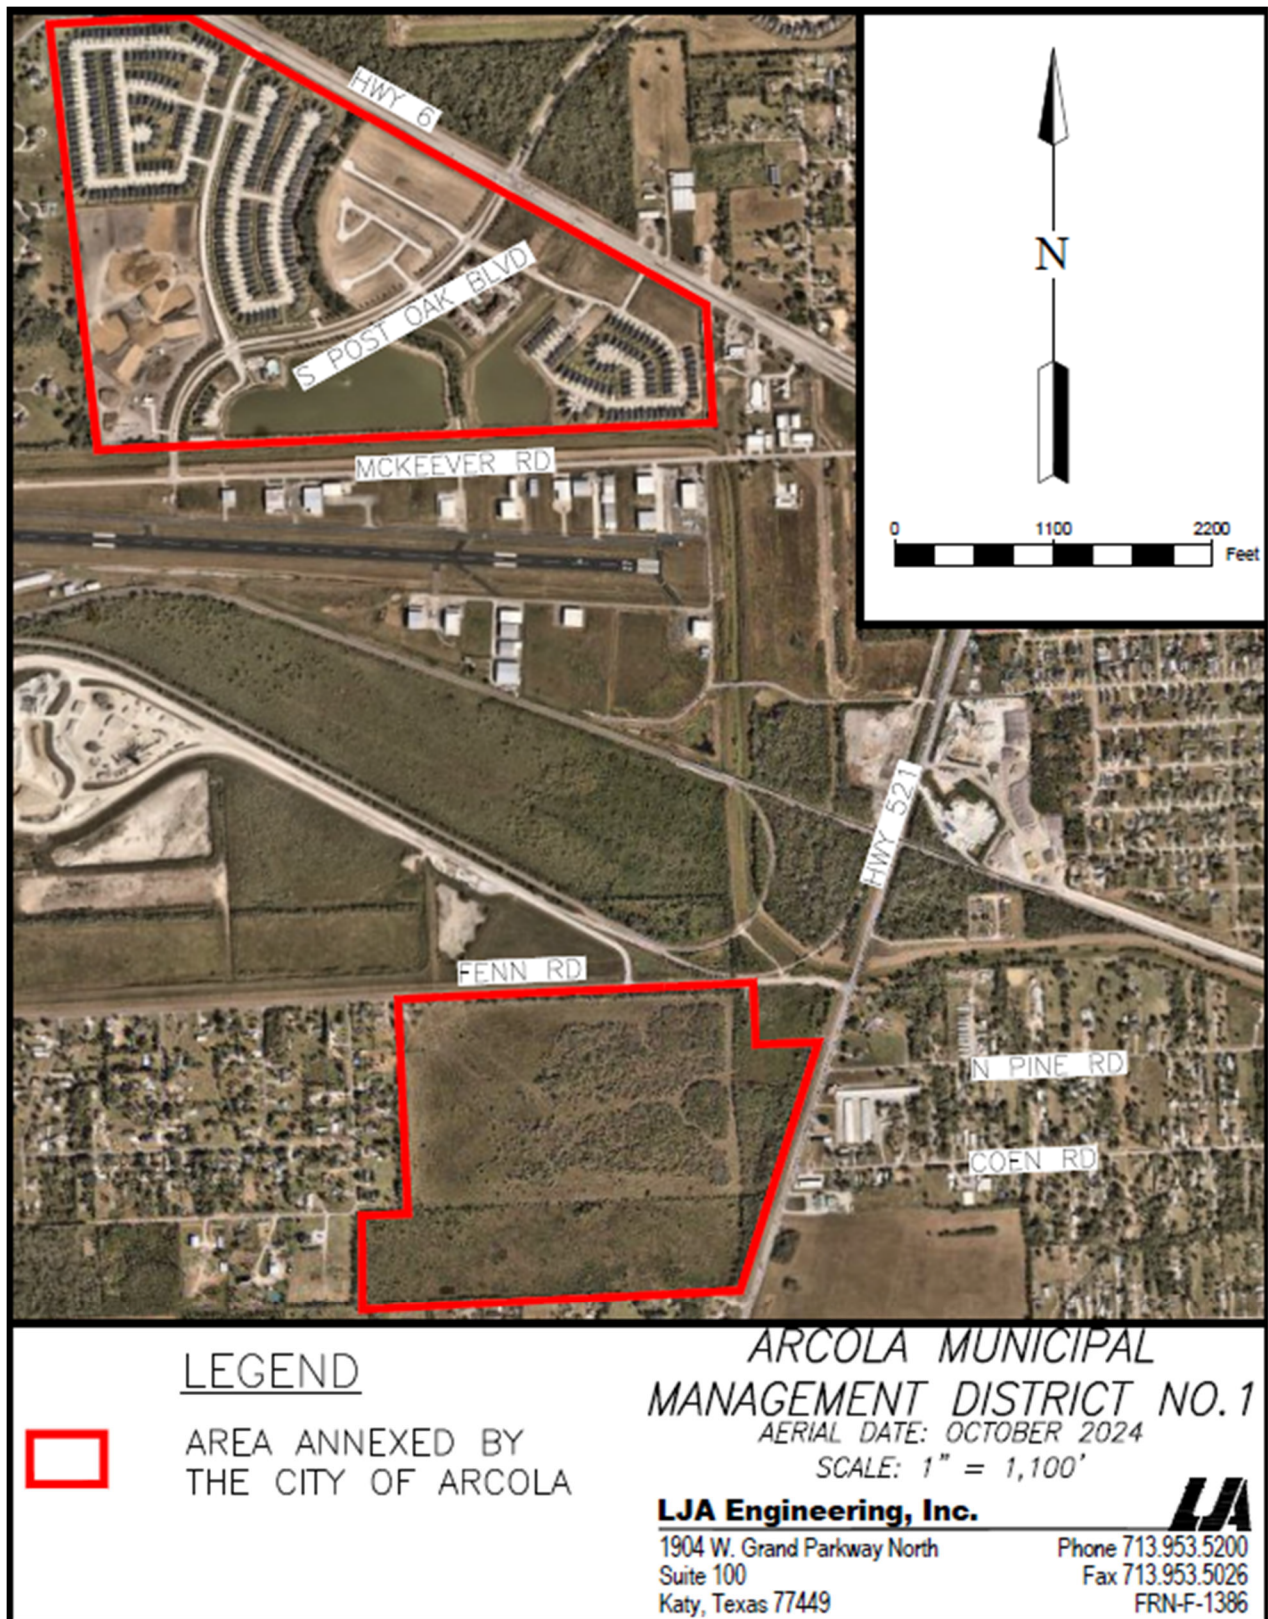 HWY 6
S POST OAK BLVD
MCKEEVER RD
N
0 1100 2200
Feet
HWY 521
FENN RD
N PINE RD
COEN RD
LEGEND
AREA ANNEXED BY
THE CITY OF ARCOLA
ARCOLA MUNICIPAL
MANAGEMENT DISTRICT NO.1
AERIAL DATE: OCTOBER 2024
SCALE: 1" = 1,100'
LJA Engineering, Inc.
LJA
1904 W. Grand Parkway North
Suite 100
Katy, Texas 77449
Phone 713.953.5200
Fax 713.953.5026
FRN-F-1386